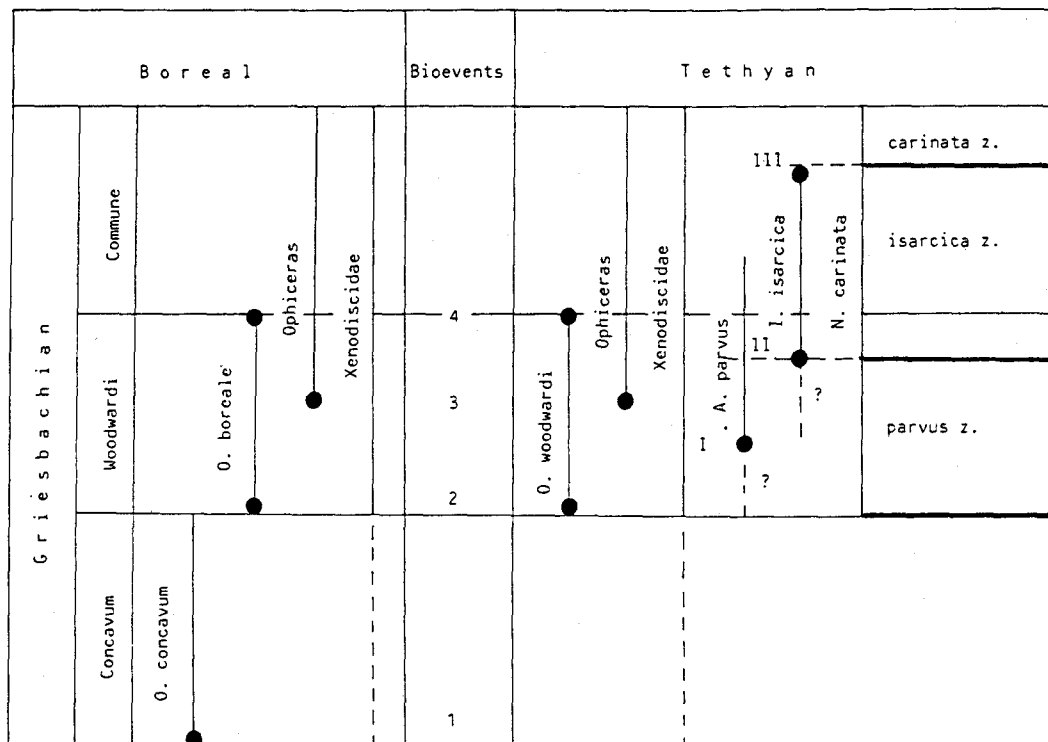 Boreal
Bioevents
Tethyan
Griesbachian
Commune
Woodwardi
Concavum
O. concavum
O. boreale
Ophiceras
Xenodiscidae
4
3
2
1
O. woodwardi
Ophiceras
Xenodiscidae
I
A. parvus
?
II
III
I. isarcica
?
N. carinata
carinata z.
isarcica z.
parvus z.